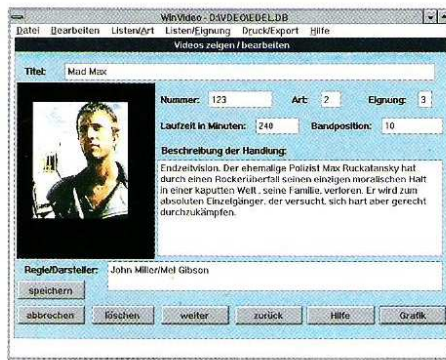 WinVideo - D:\VDEO\EDEL.DB
Datei Bearbeiten Listen/Art Listen/Eignung Druck/Export Hilfe
Videos zeigen / bearbeiten
Titel: Mad Max
Nummer: 123 Art: 2 Eignung: 3
Laufzeit in Minuten: 240 Bandposition: 10
Beschreibung der Handlung:
Endzeitvision. Der ehemalige Polizist Max Ruckatansky hat
durch einen Rockerüberfall seinen einzigen moralischen Halt
in einer kaputten Welt , seine Familie, verloren. Er wird zum
absoluten Einzelgänger, der versucht, sich hart aber gerecht
durchzukämpfen.
Regie/Darsteller: John Miller/Mel Gibson
speichern
abbrechen löschen weiter zurück Hilfe Grafik